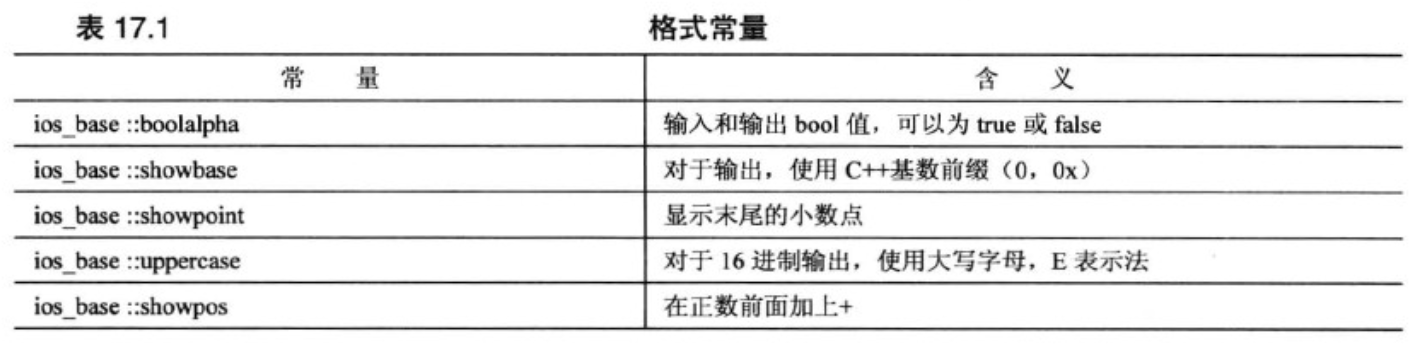 表 17.1 格式常量
常 量 含 义
ios_base ::boolalpha 输入和输出 bool 值，可以为 true 或 false
ios_base ::showbase 对于输出，使用 C++基数前缀（0，0x）
ios_base ::showpoint 显示末尾的小数点
ios_base ::uppercase 对于 16 进制输出，使用大写字母，E 表示法
ios_base ::showpos 在正数前面加上+